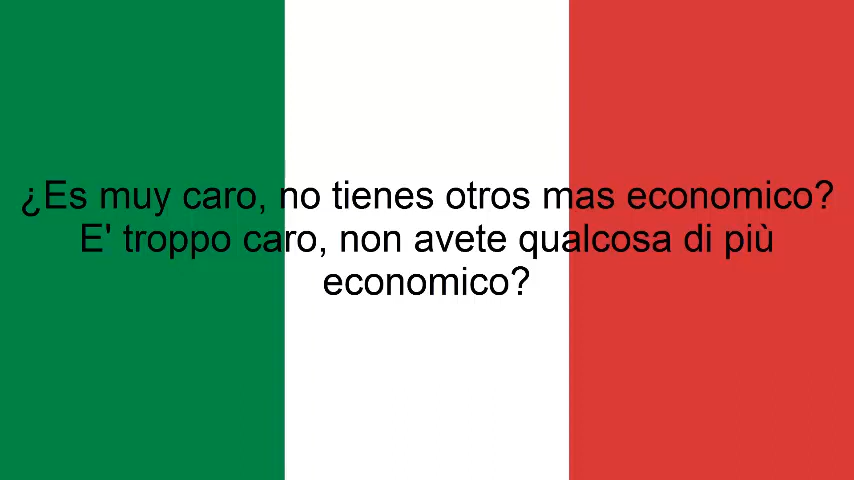 ¿Es muy caro, no tienes otros mas economico?
E' troppo caro, non avete qualcosa di più
economico?